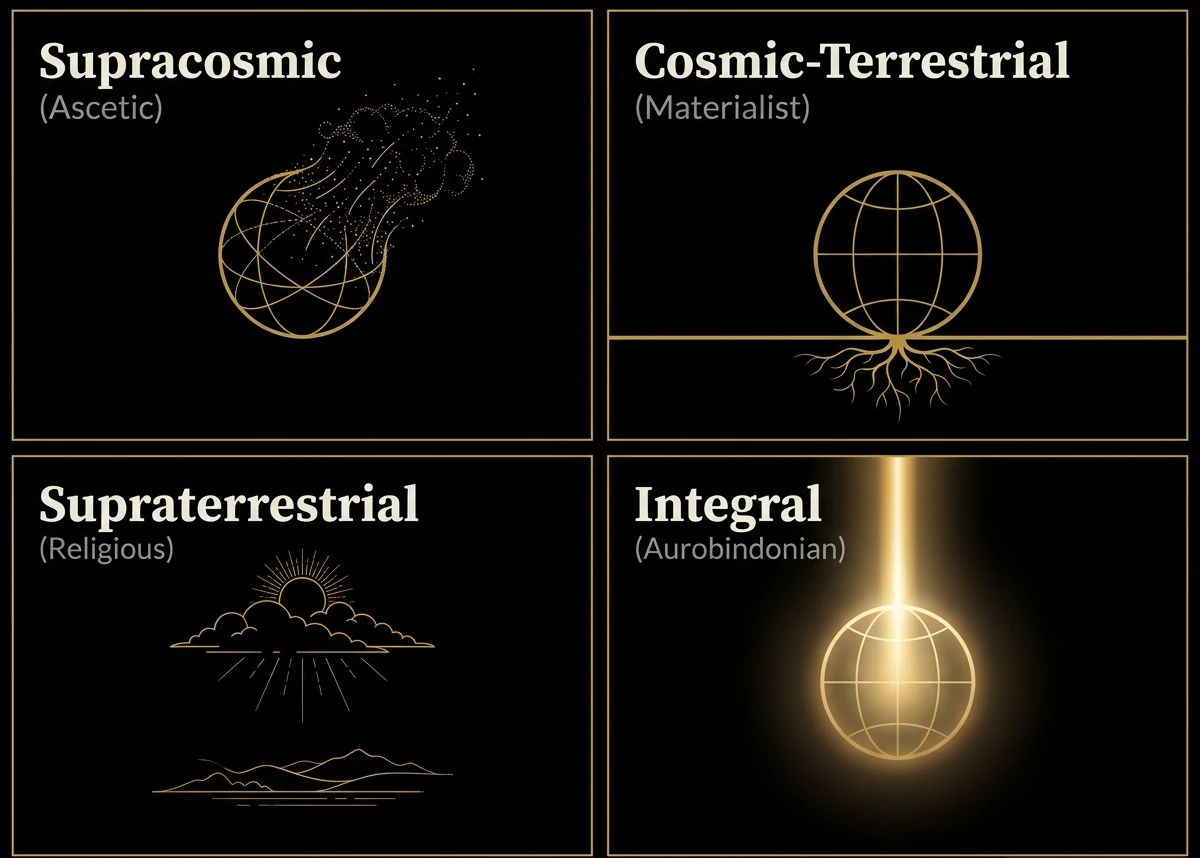 Supracosmic
(Ascetic)
Cosmic-Terrestrial
(Materialist)
Supraterrestrial
(Religious)
Integral
(Aurobindonian)